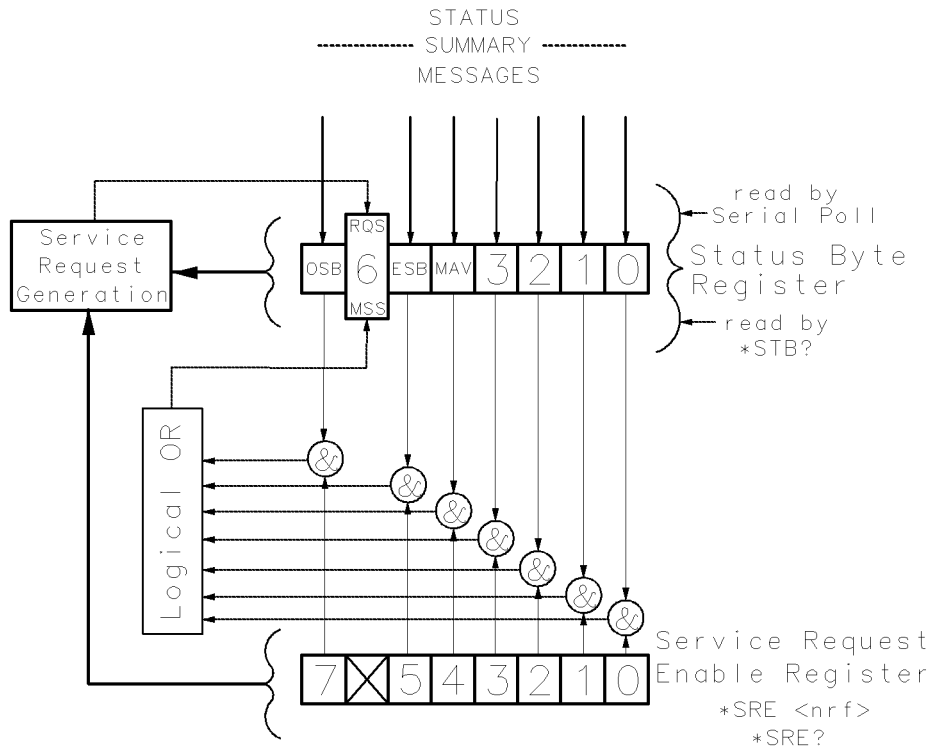 STATUS
SUMMARY
MESSAGES
read by
Serial Poll
Service
Request
Generation
RQS
OSB 6 ESB MAV 3 2 1 0
MSS
Status Byte
Register
read by
*STB?
Logical OR
&
&
&
&
&
&
&
Service Request
Enable Register
7 5 4 3 2 1 0
*SRE <nrf>
*SRE?